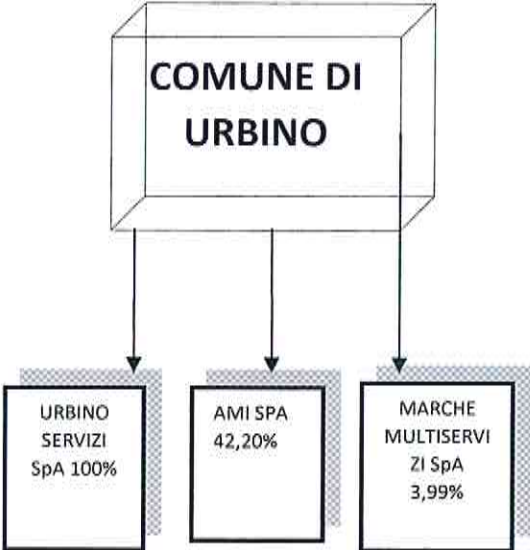 COMUNE DI
URBINO
URBINO
SERVIZI
SpA 100%
AMI SPA
42,20%
MARCHE
MULTISERVI
ZI SpA
3,99%